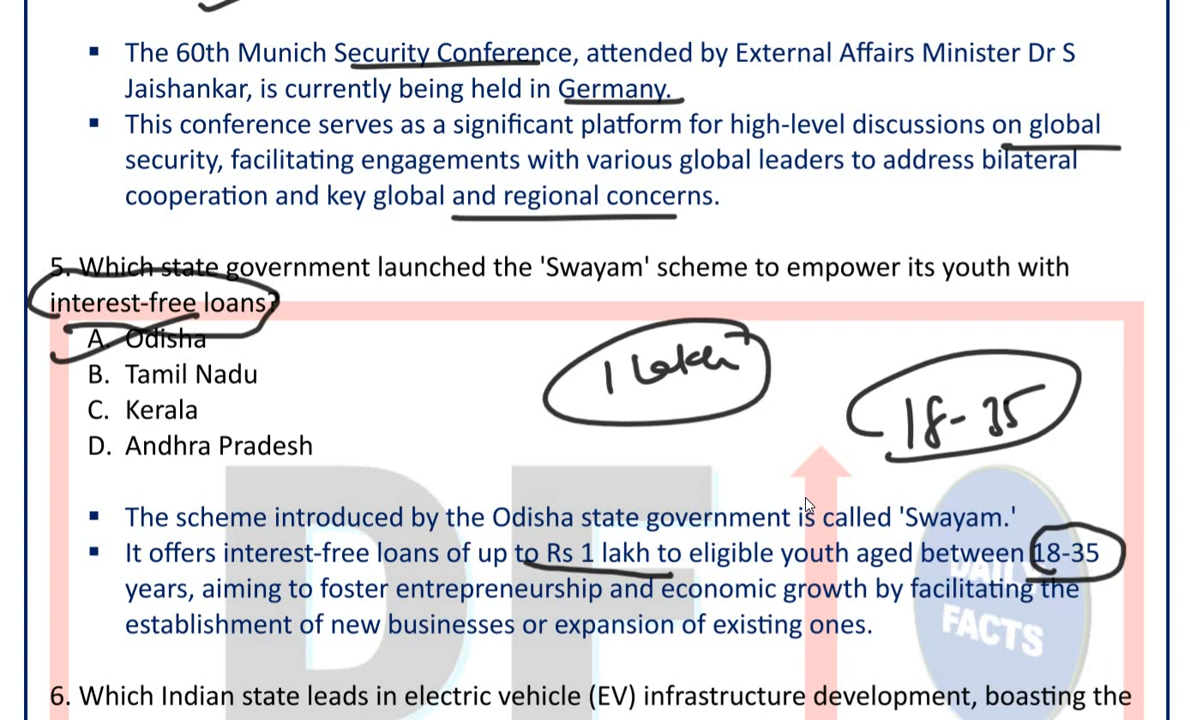 ▪ The 60th Munich Security Conference, attended by External Affairs Minister Dr S
Jaishankar, is currently being held in Germany.
▪ This conference serves as a significant platform for high-level discussions on global
security, facilitating engagements with various global leaders to address bilateral
cooperation and key global and regional concerns.
5. Which state government launched the 'Swayam' scheme to empower its youth with
interest-free loans?
A. Odisha
B. Tamil Nadu
C. Kerala
D. Andhra Pradesh
1 Lakh
18-35
▪ The scheme introduced by the Odisha state government is called 'Swayam.'
▪ It offers interest-free loans of up to Rs 1 lakh to eligible youth aged between 18-35
years, aiming to foster entrepreneurship and economic growth by facilitating the
establishment of new businesses or expansion of existing ones.
DF
DAILY
FACTS
6. Which Indian state leads in electric vehicle (EV) infrastructure development, boasting the